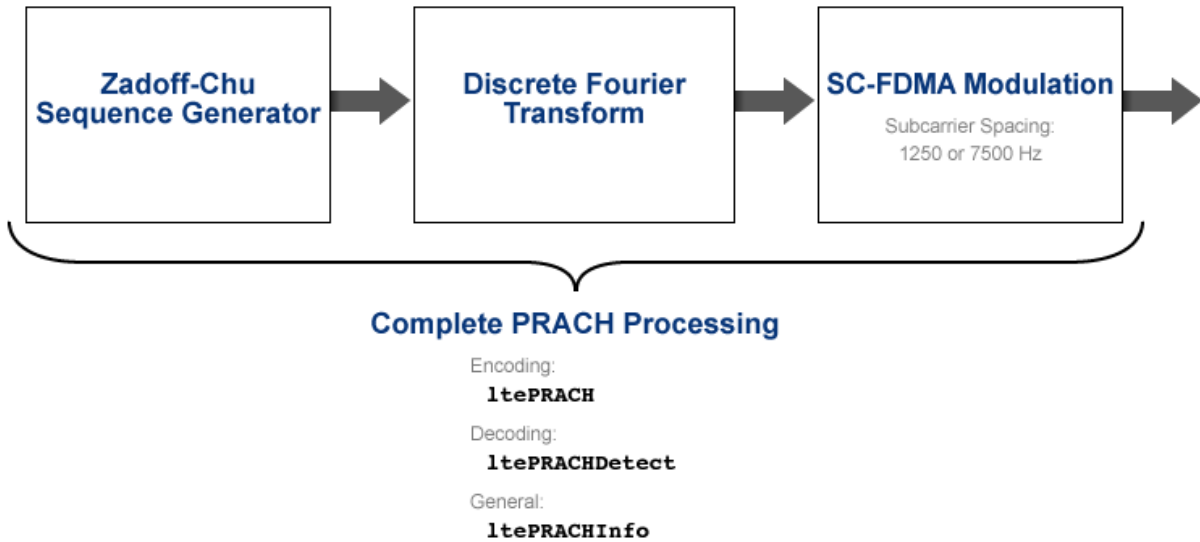 Zadoff-Chu
Sequence Generator
Discrete Fourier
Transform
SC-FDMA Modulation
Subcarrier Spacing:
1250 or 7500 Hz
Complete PRACH Processing
Encoding:
ltePRACH
Decoding:
ltePRACHDetect
General:
ltePRACHInfo